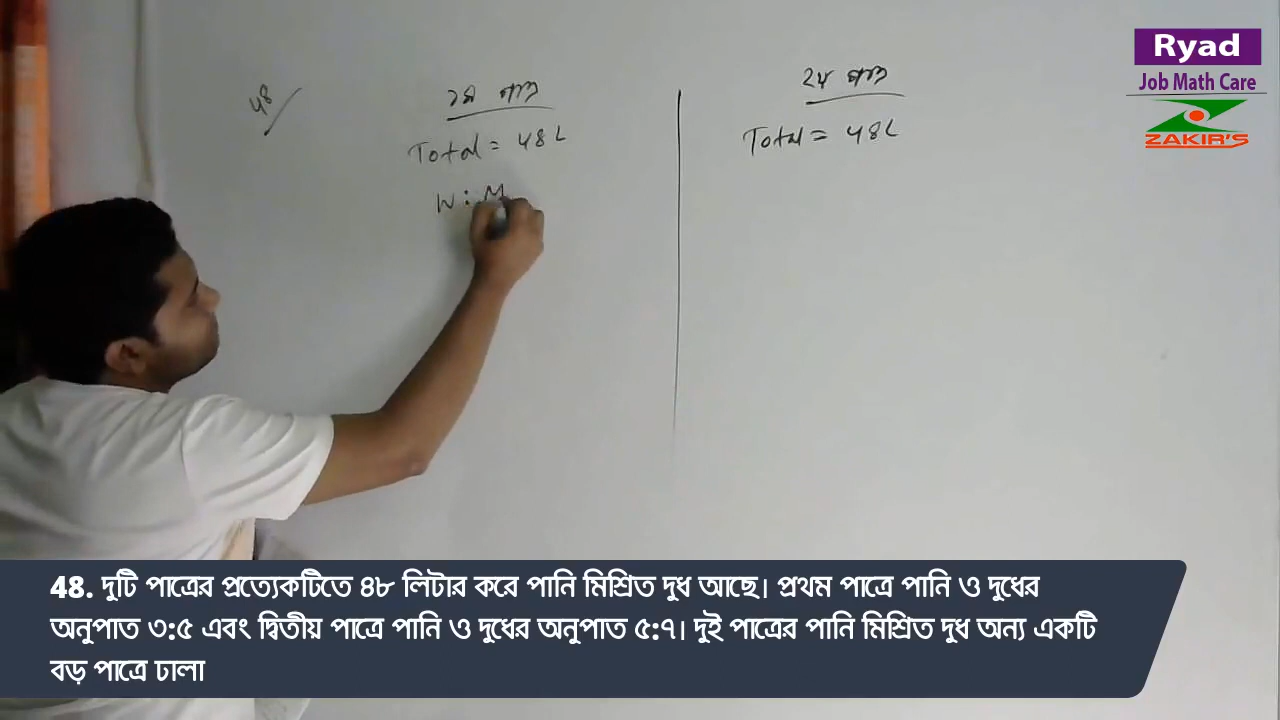 Ryad
Job Math Care
ZAKIR'S
48
১ম পাত্র
Total = 48L
W : M
২য় পাত্র
Total = 48L
48. দুটি পাত্রের প্রত্যেকটিতে ৪৮ লিটার করে পানি মিশ্রিত দুধ আছে। প্রথম পাত্রে পানি ও দুধের
অনুপাত ৩:৫ এবং দ্বিতীয় পাত্রে পানি ও দুধের অনুপাত ৫:৭। দুই পাত্রের পানি মিশ্রিত দুধ অন্য একটি
বড় পাত্রে ঢালা